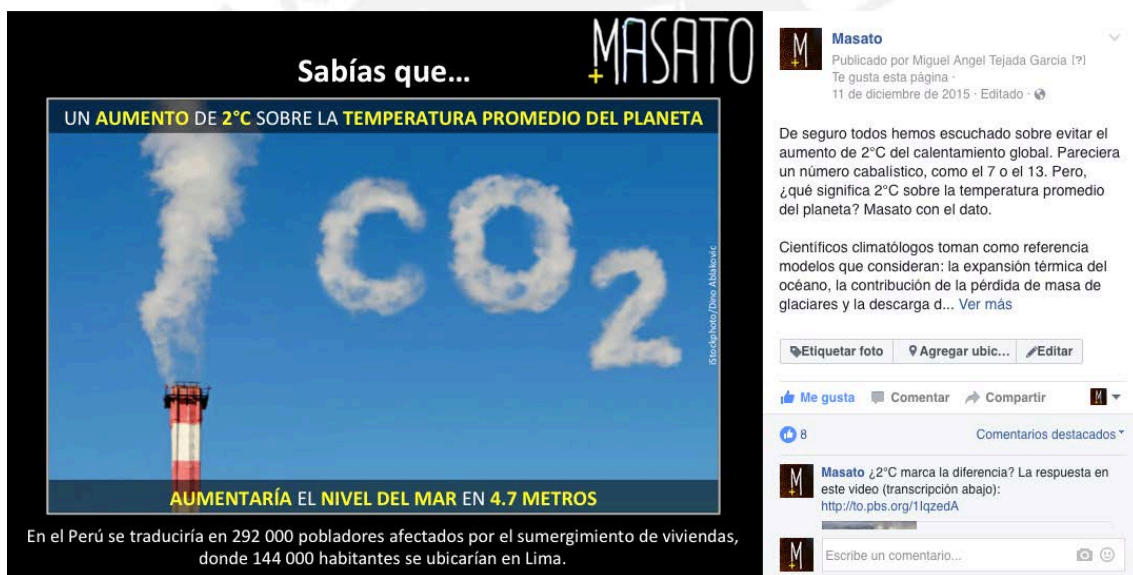 MASATO
Sabías que...
UN AUMENTO DE 2°C SOBRE LA TEMPERATURA PROMEDIO DEL PLANETA
CO2
iStockphoto/Dino Ablakovic
AUMENTARÍA EL NIVEL DEL MAR EN 4.7 METROS
En el Perú se traduciría en 292 000 pobladores afectados por el sumergimiento de viviendas,
donde 144 000 habitantes se ubicarían en Lima.
M
Masato
Publicado por Miguel Angel Tejada Garcia [?]
Te gusta esta página ·
11 de diciembre de 2015 · Editado ·
De seguro todos hemos escuchado sobre evitar el
aumento de 2°C del calentamiento global. Pareciera
un número cabalístico, como el 7 o el 13. Pero,
¿qué significa 2°C sobre la temperatura promedio
del planeta? Masato con el dato.
Científicos climatólogos toman como referencia
modelos que consideran: la expansión térmica del
océano, la contribución de la pérdida de masa de
glaciares y la descarga d... Ver más
Etiquetar foto Agregar ubic... Editar
Me gusta Comentar Compartir M
8 Comentarios destacados
M
Masato ¿2°C marca la diferencia? La respuesta en
este video (transcripción abajo):
http://to.pbs.org/1IqzedA
M
Escribe un comentario...